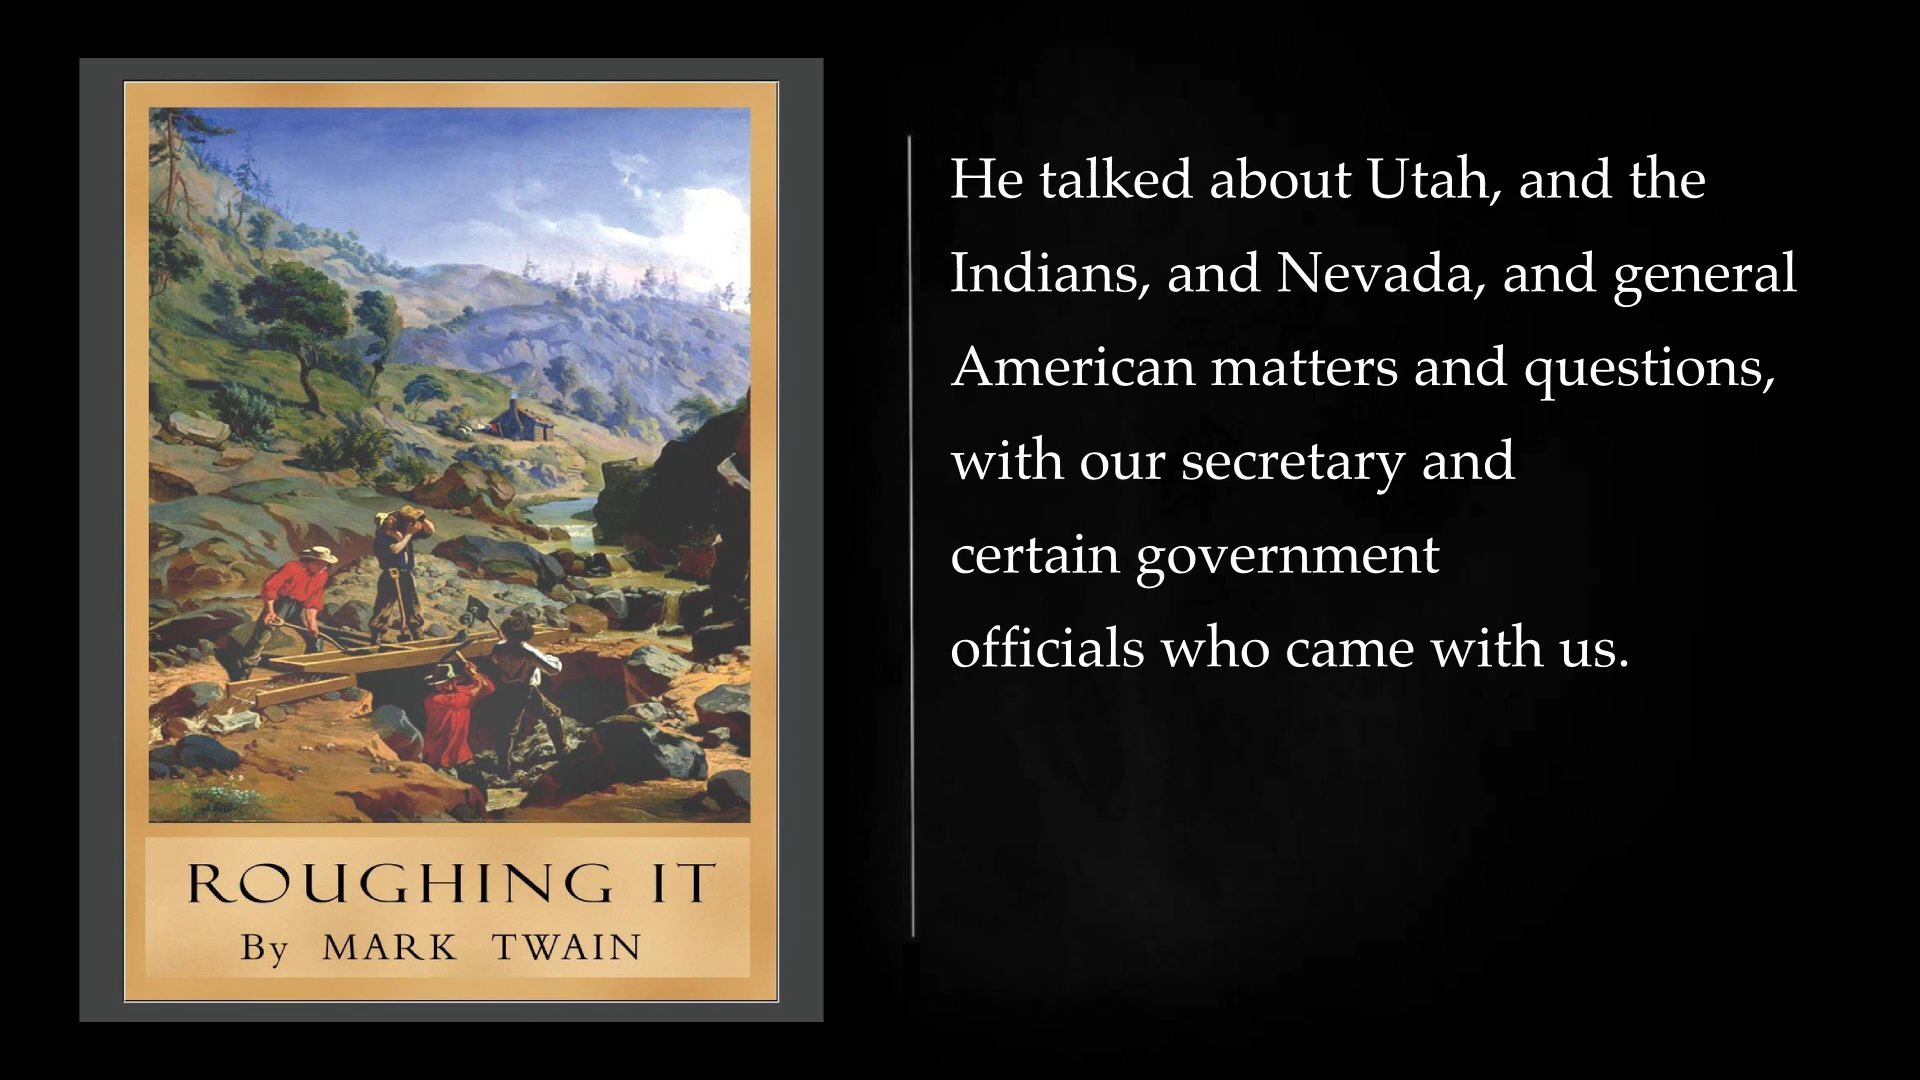 ROUGHING IT
By MARK TWAIN
He talked about Utah, and the
Indians, and Nevada, and general
American matters and questions,
with our secretary and
certain government
officials who came with us.